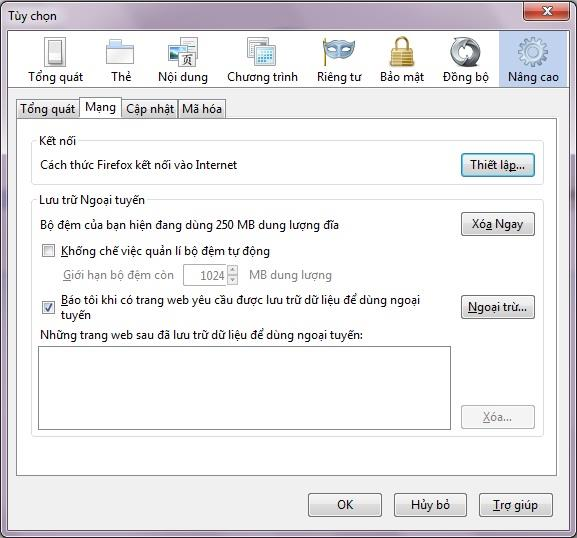 Tùy chọn
Tổng quát
Thẻ
Nội dung
Chương trình
Riêng tư
Bảo mật
Đồng bộ
Nâng cao
Tổng quát
Mạng
Cập nhật
Mã hóa
Kết nối
Cách thức Firefox kết nối vào Internet
Thiết lập...
Lưu trữ Ngoại tuyến
Bộ đệm của bạn hiện đang dùng 250 MB dung lượng đĩa
Xóa Ngay
Khống chế việc quản lí bộ đệm tự động
Giới hạn bộ đệm còn 1024 MB dung lượng
Báo tôi khi có trang web yêu cầu được lưu trữ dữ liệu để dùng ngoại
tuyến
Ngoại trừ...
Những trang web sau đã lưu trữ dữ liệu để dùng ngoại tuyến:
Xóa...
OK
Hủy bỏ
Trợ giúp